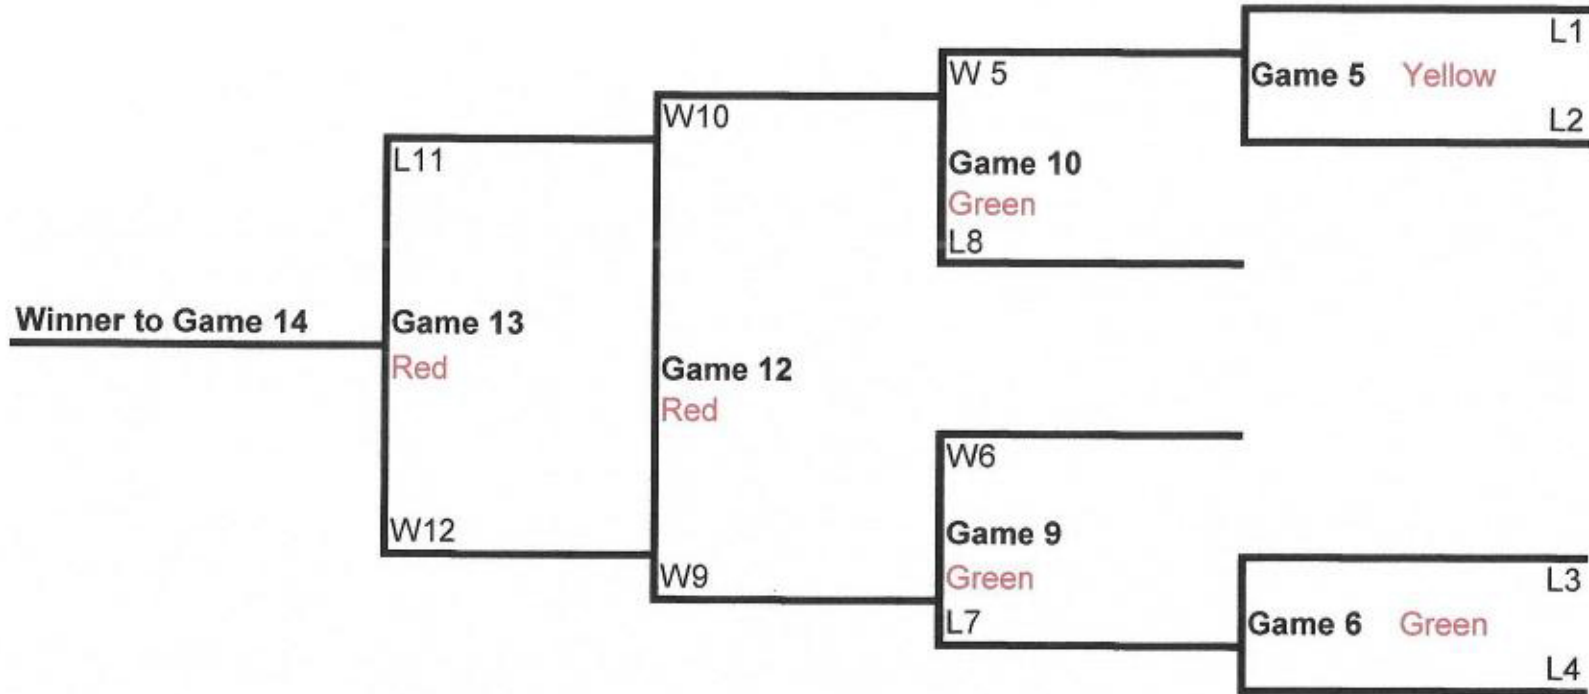 L1
Game 5 Yellow
L2
W 5
Game 10
Green
L8
W10
L11
Winner to Game 14
Game 13
Red
Game 12
Red
W12
W9
W6
Game 9
Green
L7
L3
Game 6 Green
L4